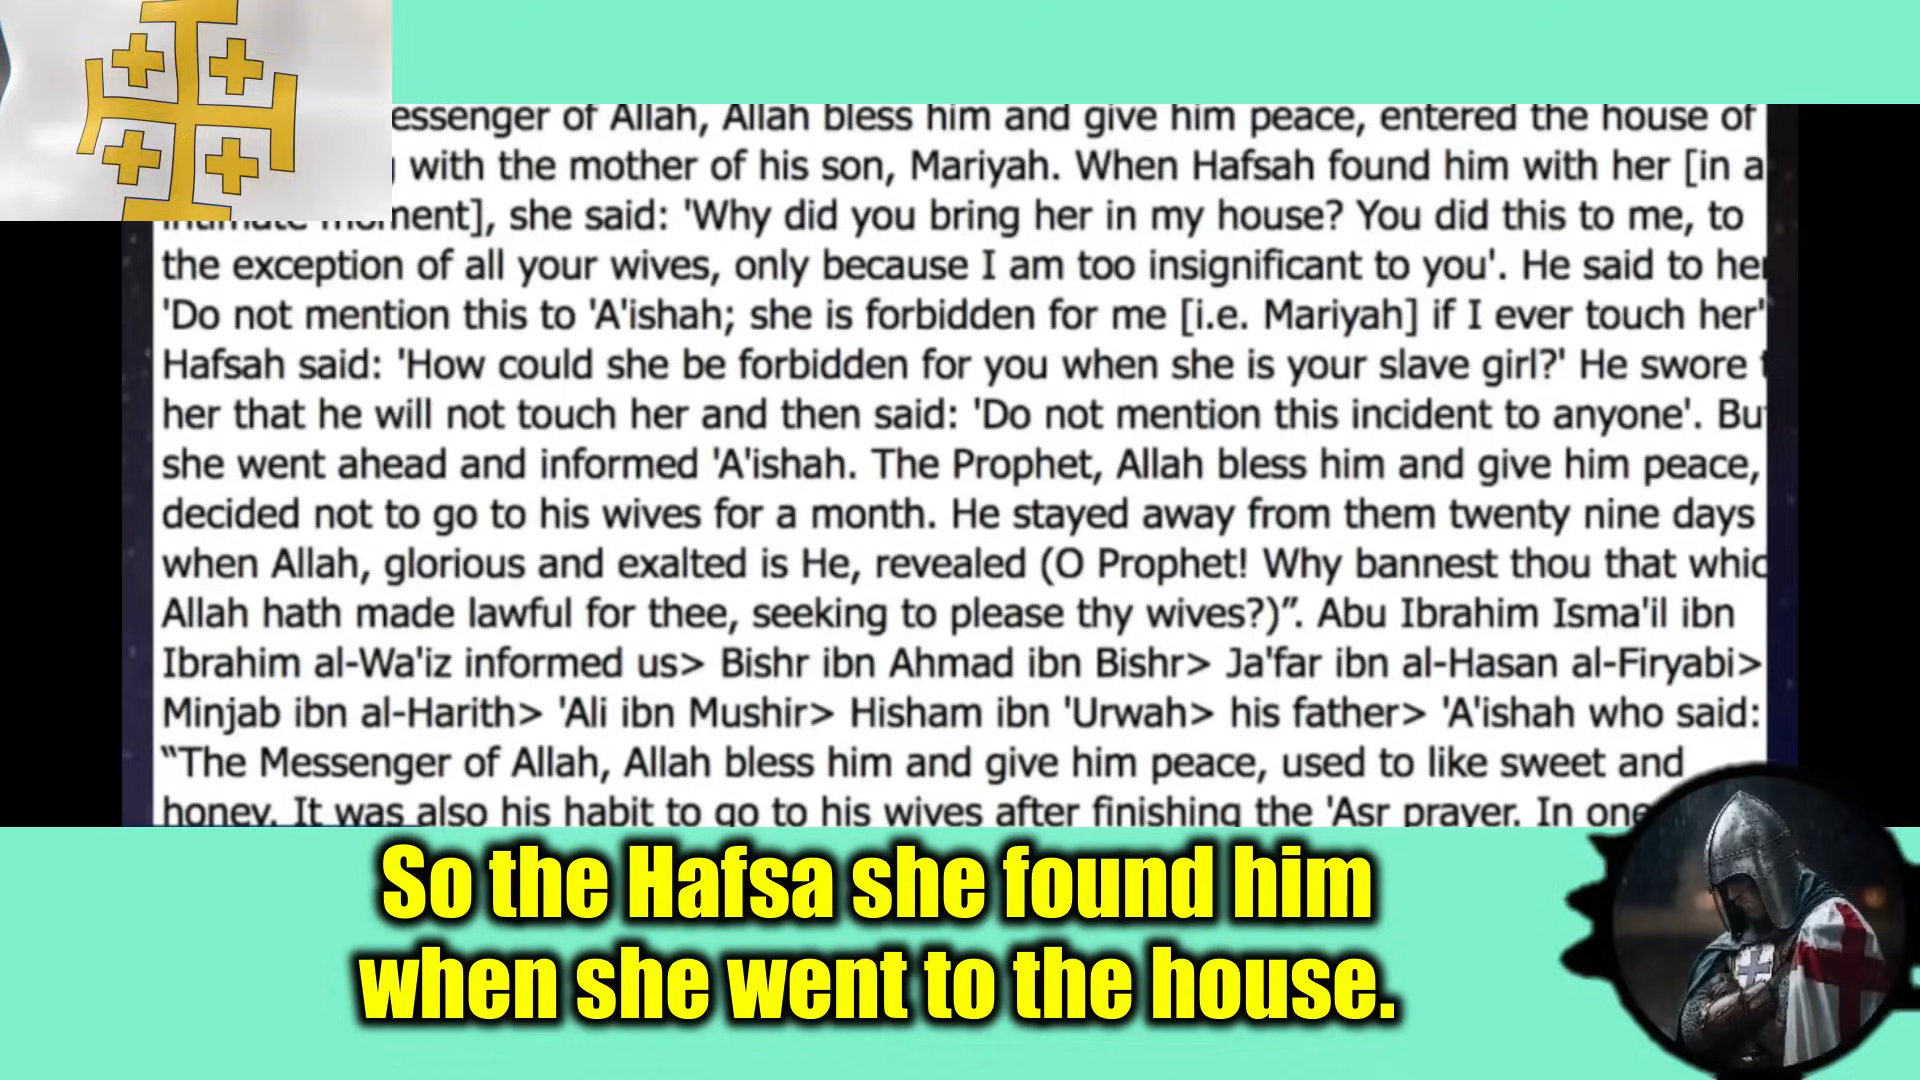 essenger of Allah, Allah bless him and give him peace, entered the house of
with the mother of his son, Mariyah. When Hafsah found him with her [in a
intimate moment], she said: 'Why did you bring her in my house? You did this to me, to
the exception of all your wives, only because I am too insignificant to you'. He said to her
'Do not mention this to 'A'ishah; she is forbidden for me [i.e. Mariyah] if I ever touch her'
Hafsah said: 'How could she be forbidden for you when she is your slave girl?' He swore
her that he will not touch her and then said: 'Do not mention this incident to anyone'. But
she went ahead and informed 'A'ishah. The Prophet, Allah bless him and give him peace,
decided not to go to his wives for a month. He stayed away from them twenty nine days
when Allah, glorious and exalted is He, revealed (O Prophet! Why bannest thou that whic
Allah hath made lawful for thee, seeking to please thy wives?)”. Abu Ibrahim Isma'il ibn
Ibrahim al-Wa'iz informed us> Bishr ibn Ahmad ibn Bishr> Ja'far ibn al-Hasan al-Firyabi>
Minjab ibn al-Harith> 'Ali ibn Mushir> Hisham ibn 'Urwah> his father> 'A'ishah who said:
“The Messenger of Allah, Allah bless him and give him peace, used to like sweet and
honey. It was also his habit to go to his wives after finishing the 'Asr prayer. In one
So the Hafsa she found him
when she went to the house.